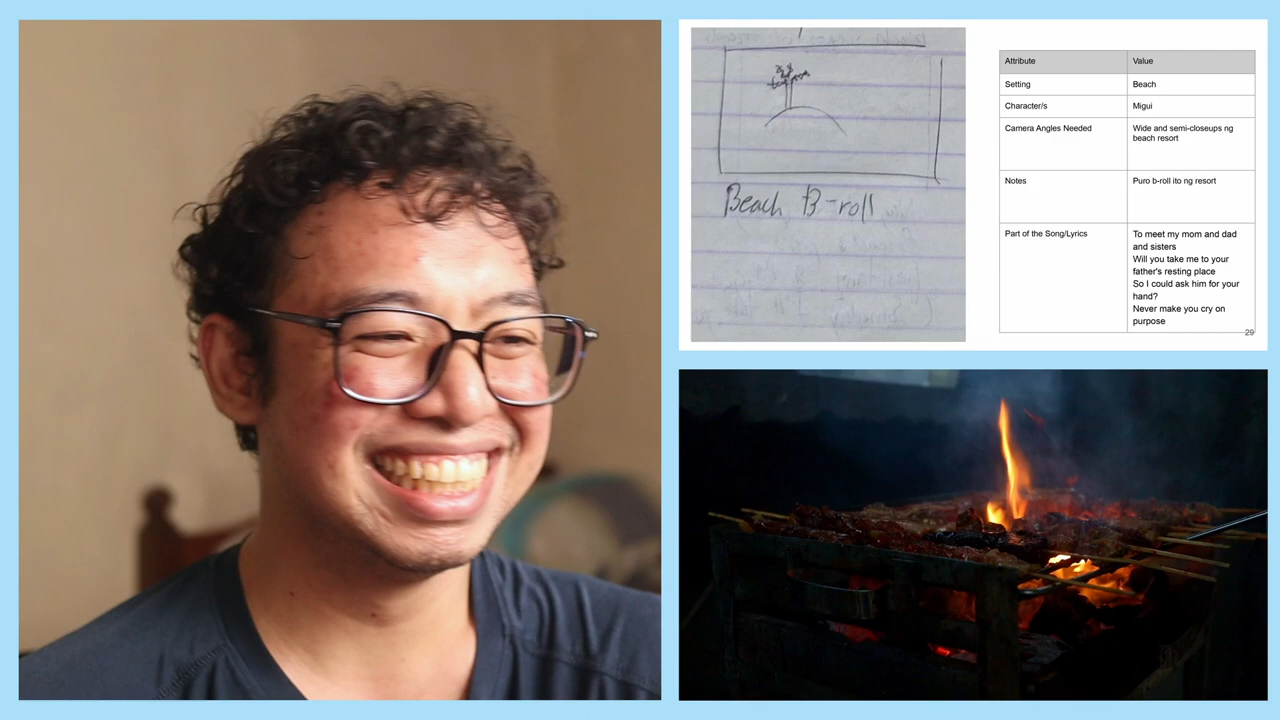 Beach B-roll
Attribute Value
Setting Beach
Character/s Migui
Camera Angles Needed Wide and semi-closeups ng
beach resort
Notes Puro b-roll ito ng resort
Part of the Song/Lyrics To meet my mom and dad
and sisters
Will you take me to your
father's resting place
So I could ask him for your
hand?
Never make you cry on
purpose
29